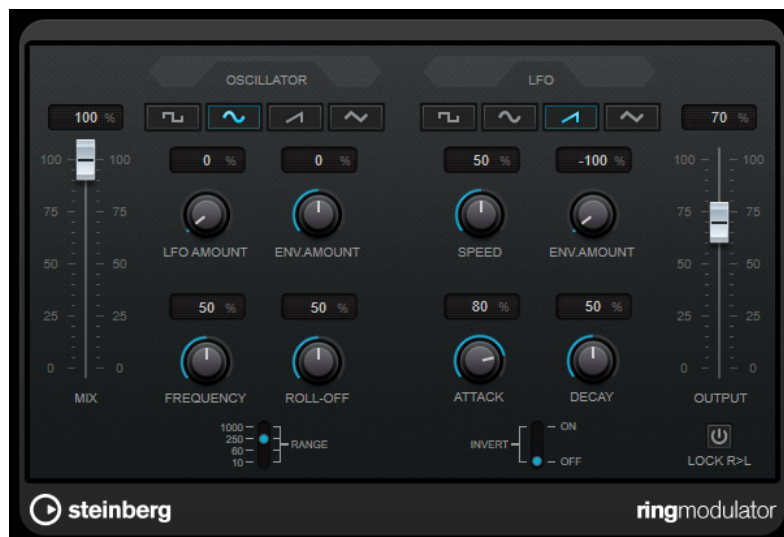 OSCILLATOR LFO
100 % 70 %
0 % 0 % 50 % -100 %
100 100 100 100
75 75 75 75
LFO AMOUNT ENV.AMOUNT SPEED ENV.AMOUNT
50 50 50 50
50 % 50 % 80 % 50 %
25 25 25 25
0 0 0 0
MIX FREQUENCY ROLL-OFF ATTACK DECAY OUTPUT
1000
250
60
10
RANGE
INVERT
ON
OFF
LOCK R>L
steinberg ringmodulator